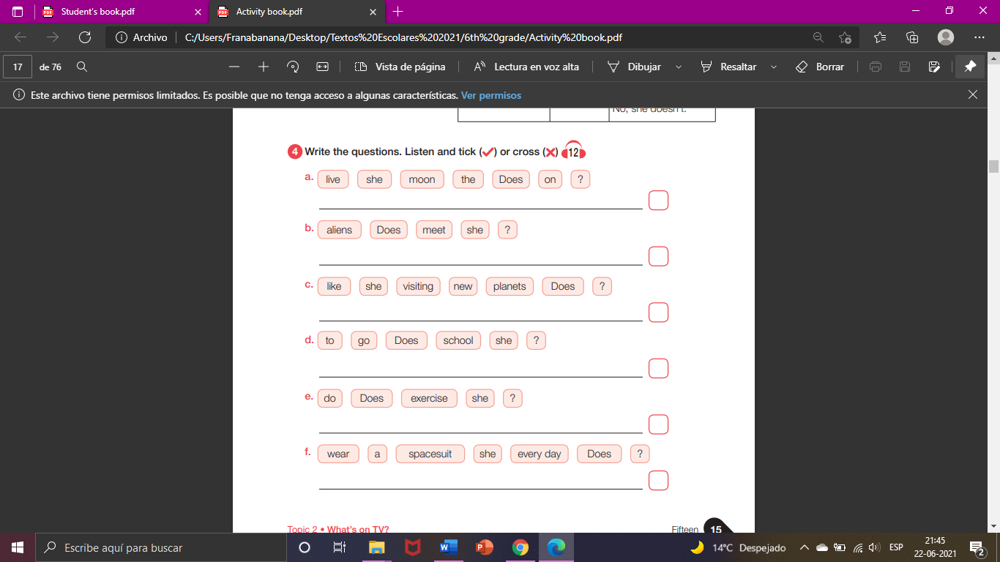 Student's book.pdf
Activity book.pdf
Archivo
C:/Users/Franabanana/Desktop/Textos%20Escolares%202021/6th%20grade/Activity%20book.pdf
17 de 76
Vista de página
Lectura en voz alta
Dibujar
Resaltar
Borrar
Este archivo tiene permisos limitados. Es posible que no tenga acceso a algunas características. Ver permisos
No, she doesn't.
4 Write the questions. Listen and tick (✓) or cross (✗) 12
a. live she moon the Does on ?
b. aliens Does meet she ?
c. like she visiting new planets Does ?
d. to go Does school she ?
e. do Does exercise she ?
f. wear a spacesuit she every day Does ?
Topic 2 • What's on TV?
Fifteen 15
Escribe aquí para buscar
14°C Despejado
ESP
21:45
22-06-2021
2